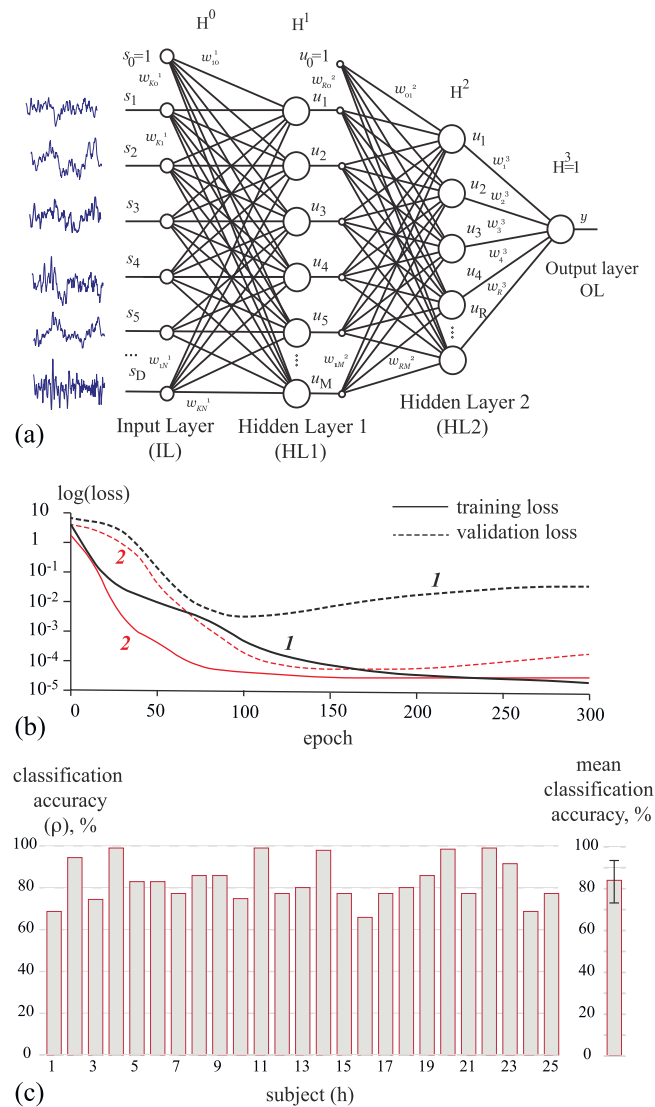 H⁰ H¹
s₀=1 w₁₀¹ u₀=1
w_K₀¹ w_R₀² w₀₁² H²
s₁ u₁
w_K₁¹ u₁
s₂ u₂ w₁³ H³=1
u₂ w₂³
s₃ u₃ w₃³ y
u₃ w₄³
s₄ u₄ u₄ w_R³ Output layer
OL
s₅ u₅ u_R
... w₁N¹ w₁M² w_RM²
s_D w_KN¹ u_M
Hidden Layer 2
(HL2)
Input Layer Hidden Layer 1
(IL) (HL1)
(a)
log(loss)
10 training loss
1 validation loss
10⁻¹ 2 1
10⁻²
10⁻³ 2 1
10⁻⁴
10⁻⁵
0 50 100 150 200 250 300
epoch
(b)
classification
accuracy
(ρ), %
mean
classification
accuracy, %
100 100
80 80
60 60
40 40
20 20
0 0
1 3 5 7 9 11 13 15 17 19 21 23 25
subject (h)
(c)